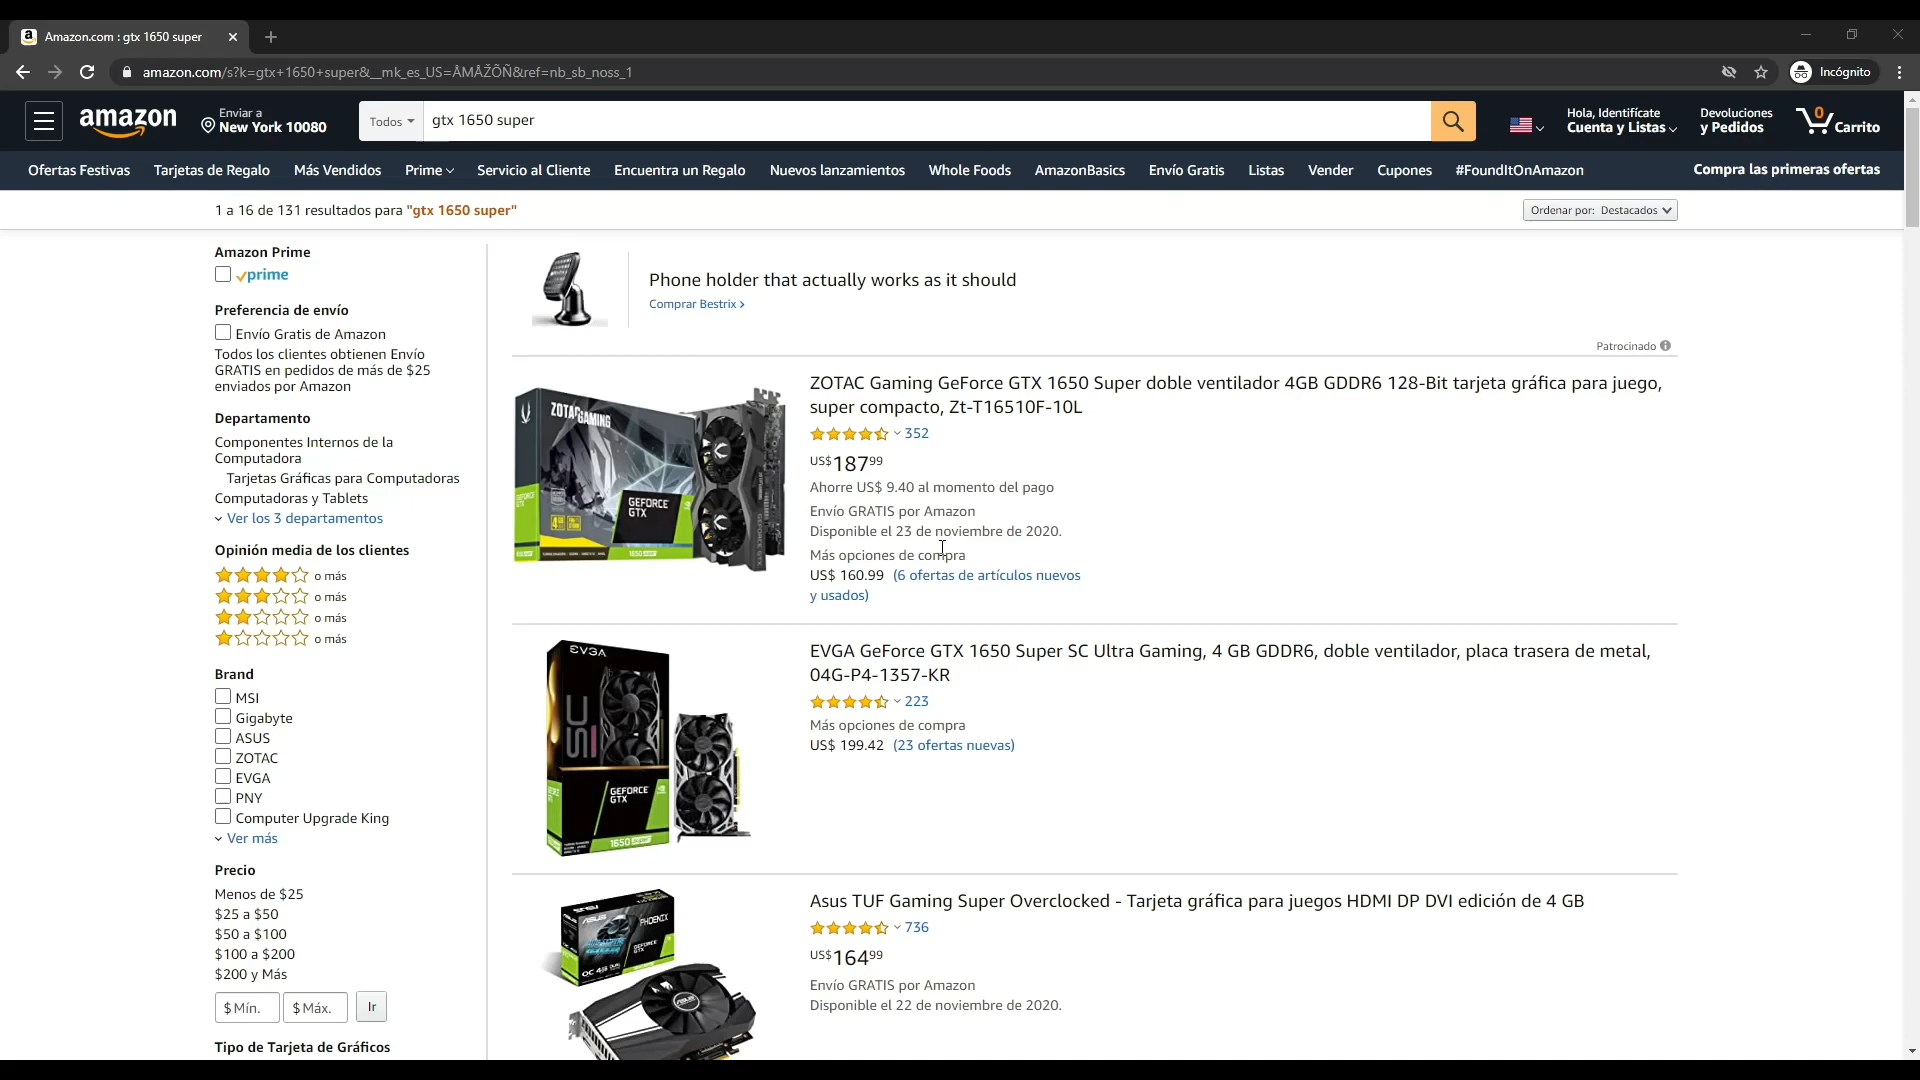 Amazon.com : gtx 1650 super
amazon.com/s?k=gtx+1650+super&__mk_es_US=ÅMÅŽÕÑ&ref=nb_sb_noss_1
Incógnito
amazon
Enviar a
New York 10080
Todos
gtx 1650 super
Hola, Identifícate
Cuenta y Listas
Devoluciones
y Pedidos
0
Carrito
Ofertas Festivas
Tarjetas de Regalo
Más Vendidos
Prime
Servicio al Cliente
Encuentra un Regalo
Nuevos lanzamientos
Whole Foods
AmazonBasics
Envío Gratis
Listas
Vender
Cupones
#FoundItOnAmazon
Compra las primeras ofertas
1 a 16 de 131 resultados para "gtx 1650 super"
Ordenar por: Destacados
Amazon Prime
prime
Preferencia de envío
Envío Gratis de Amazon
Todos los clientes obtienen Envío
GRATIS en pedidos de más de $25
enviados por Amazon
Departamento
Componentes Internos de la
Computadora
Tarjetas Gráficas para Computadoras
Computadoras y Tablets
Ver los 3 departamentos
Opinión media de los clientes
o más
o más
o más
o más
Brand
MSI
Gigabyte
ASUS
ZOTAC
EVGA
PNY
Computer Upgrade King
Ver más
Precio
Menos de $25
$25 a $50
$50 a $100
$100 a $200
$200 y Más
$ Mín.
$ Máx.
Ir
Tipo de Tarjeta de Gráficos
Phone holder that actually works as it should
Comprar Bestrix
Patrocinado
ZOTAC GAMING
GEFORCE
GTX
1650 SUPER
ZOTAC Gaming GeForce GTX 1650 Super doble ventilador 4GB GDDR6 128-Bit tarjeta gráfica para juego,
super compacto, Zt-T16510F-10L
352
US$18799
Ahorre US$ 9.40 al momento del pago
Envío GRATIS por Amazon
Disponible el 23 de noviembre de 2020.
Más opciones de compra
US$ 160.99 (6 ofertas de artículos nuevos
y usados)
EVGA
SC
GEFORCE
GTX
1650 SUPER
EVGA GeForce GTX 1650 Super SC Ultra Gaming, 4 GB GDDR6, doble ventilador, placa trasera de metal,
04G-P4-1357-KR
223
Más opciones de compra
US$ 199.42 (23 ofertas nuevas)
ASUS
PHOENIX
GEFORCE
GTX
Asus TUF Gaming Super Overclocked - Tarjeta gráfica para juegos HDMI DP DVI edición de 4 GB
736
US$16499
Envío GRATIS por Amazon
Disponible el 22 de noviembre de 2020.